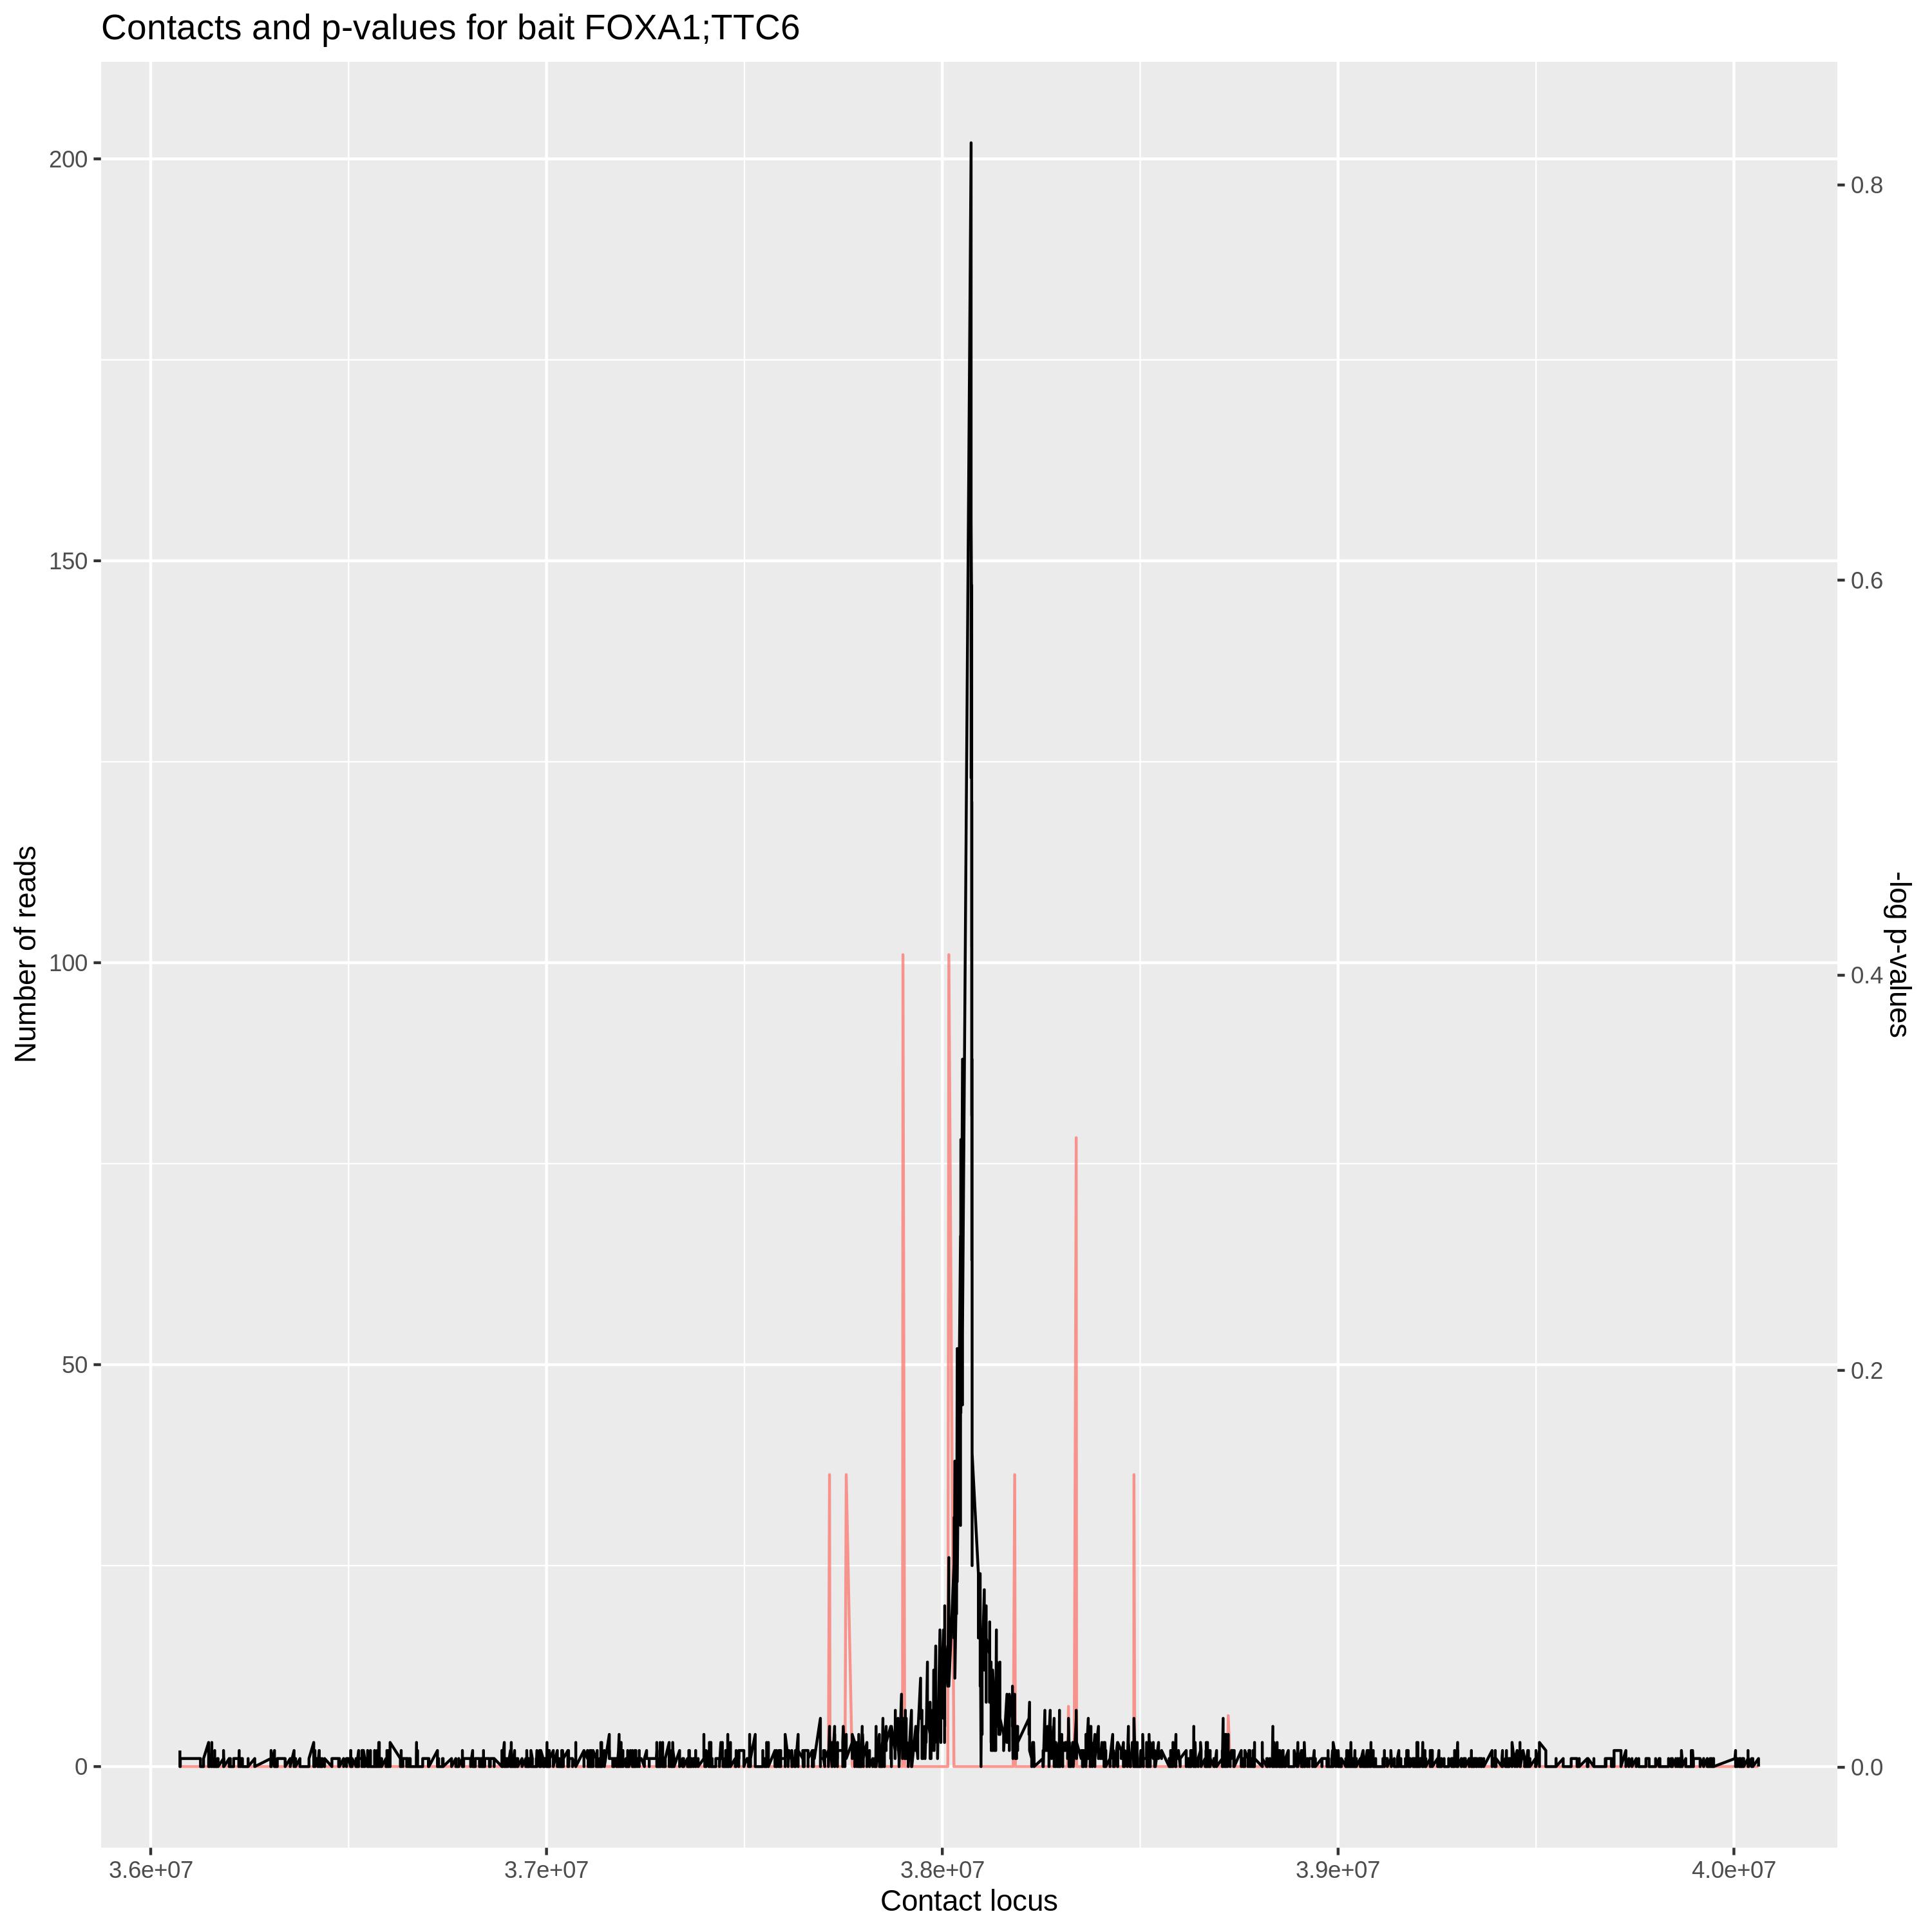 Contacts and p-values for bait FOXA1;TTC6
200
150
100
50
0
Number of reads
0.8
0.6
0.4
0.2
0.0
-log p-values
3.6e+07 3.7e+07 3.8e+07 3.9e+07 4.0e+07
Contact locus